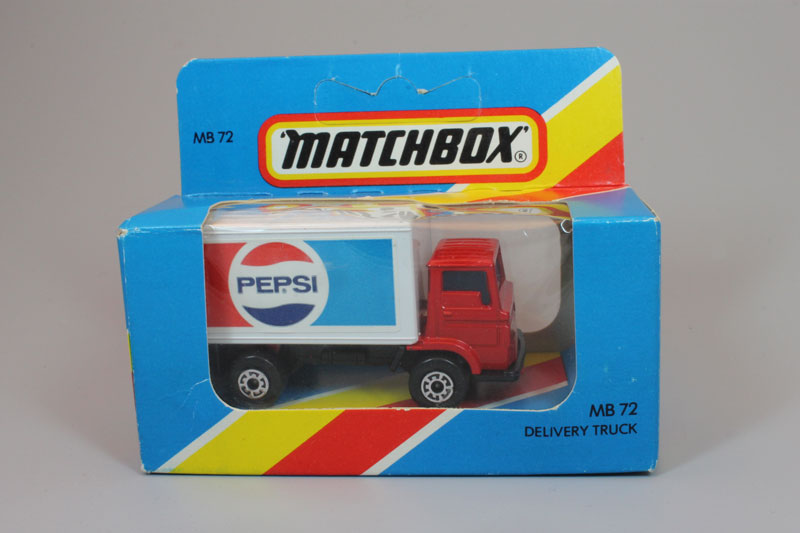 MB 72
'MATCHBOX'
®
PEPSI
®
MB 72
DELIVERY TRUCK